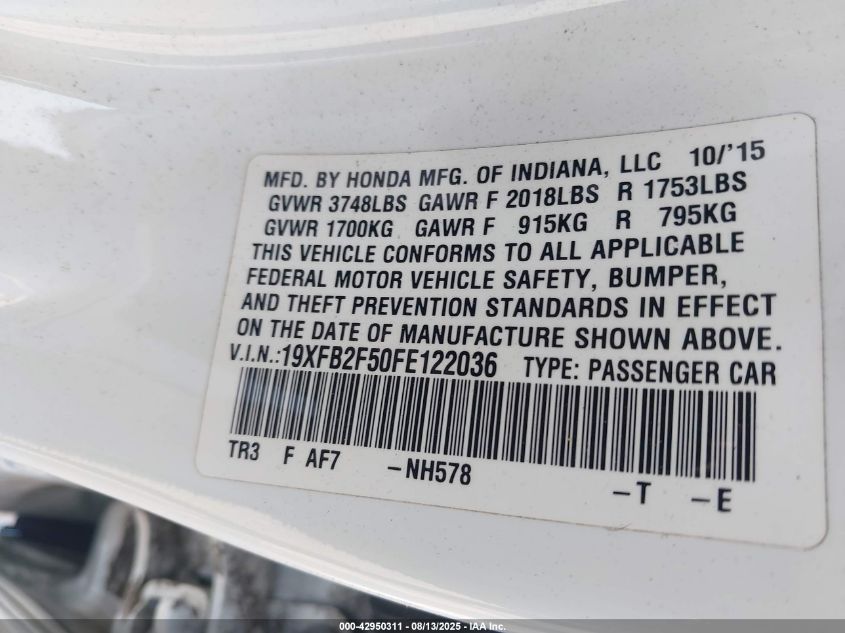 MFD. BY HONDA MFG. OF INDIANA, LLC 10/'15
GVWR 3748LBS GAWR F 2018LBS R 1753LBS
GVWR 1700KG GAWR F 915KG R 795KG
THIS VEHICLE CONFORMS TO ALL APPLICABLE
FEDERAL MOTOR VEHICLE SAFETY, BUMPER,
AND THEFT PREVENTION STANDARDS IN EFFECT
ON THE DATE OF MANUFACTURE SHOWN ABOVE.
V.I.N.:19XFB2F50FE122036 TYPE: PASSENGER CAR
TR3 F AF7 -NH578 -T -E
000-42950311 - 08/13/2025 - IAA Inc.